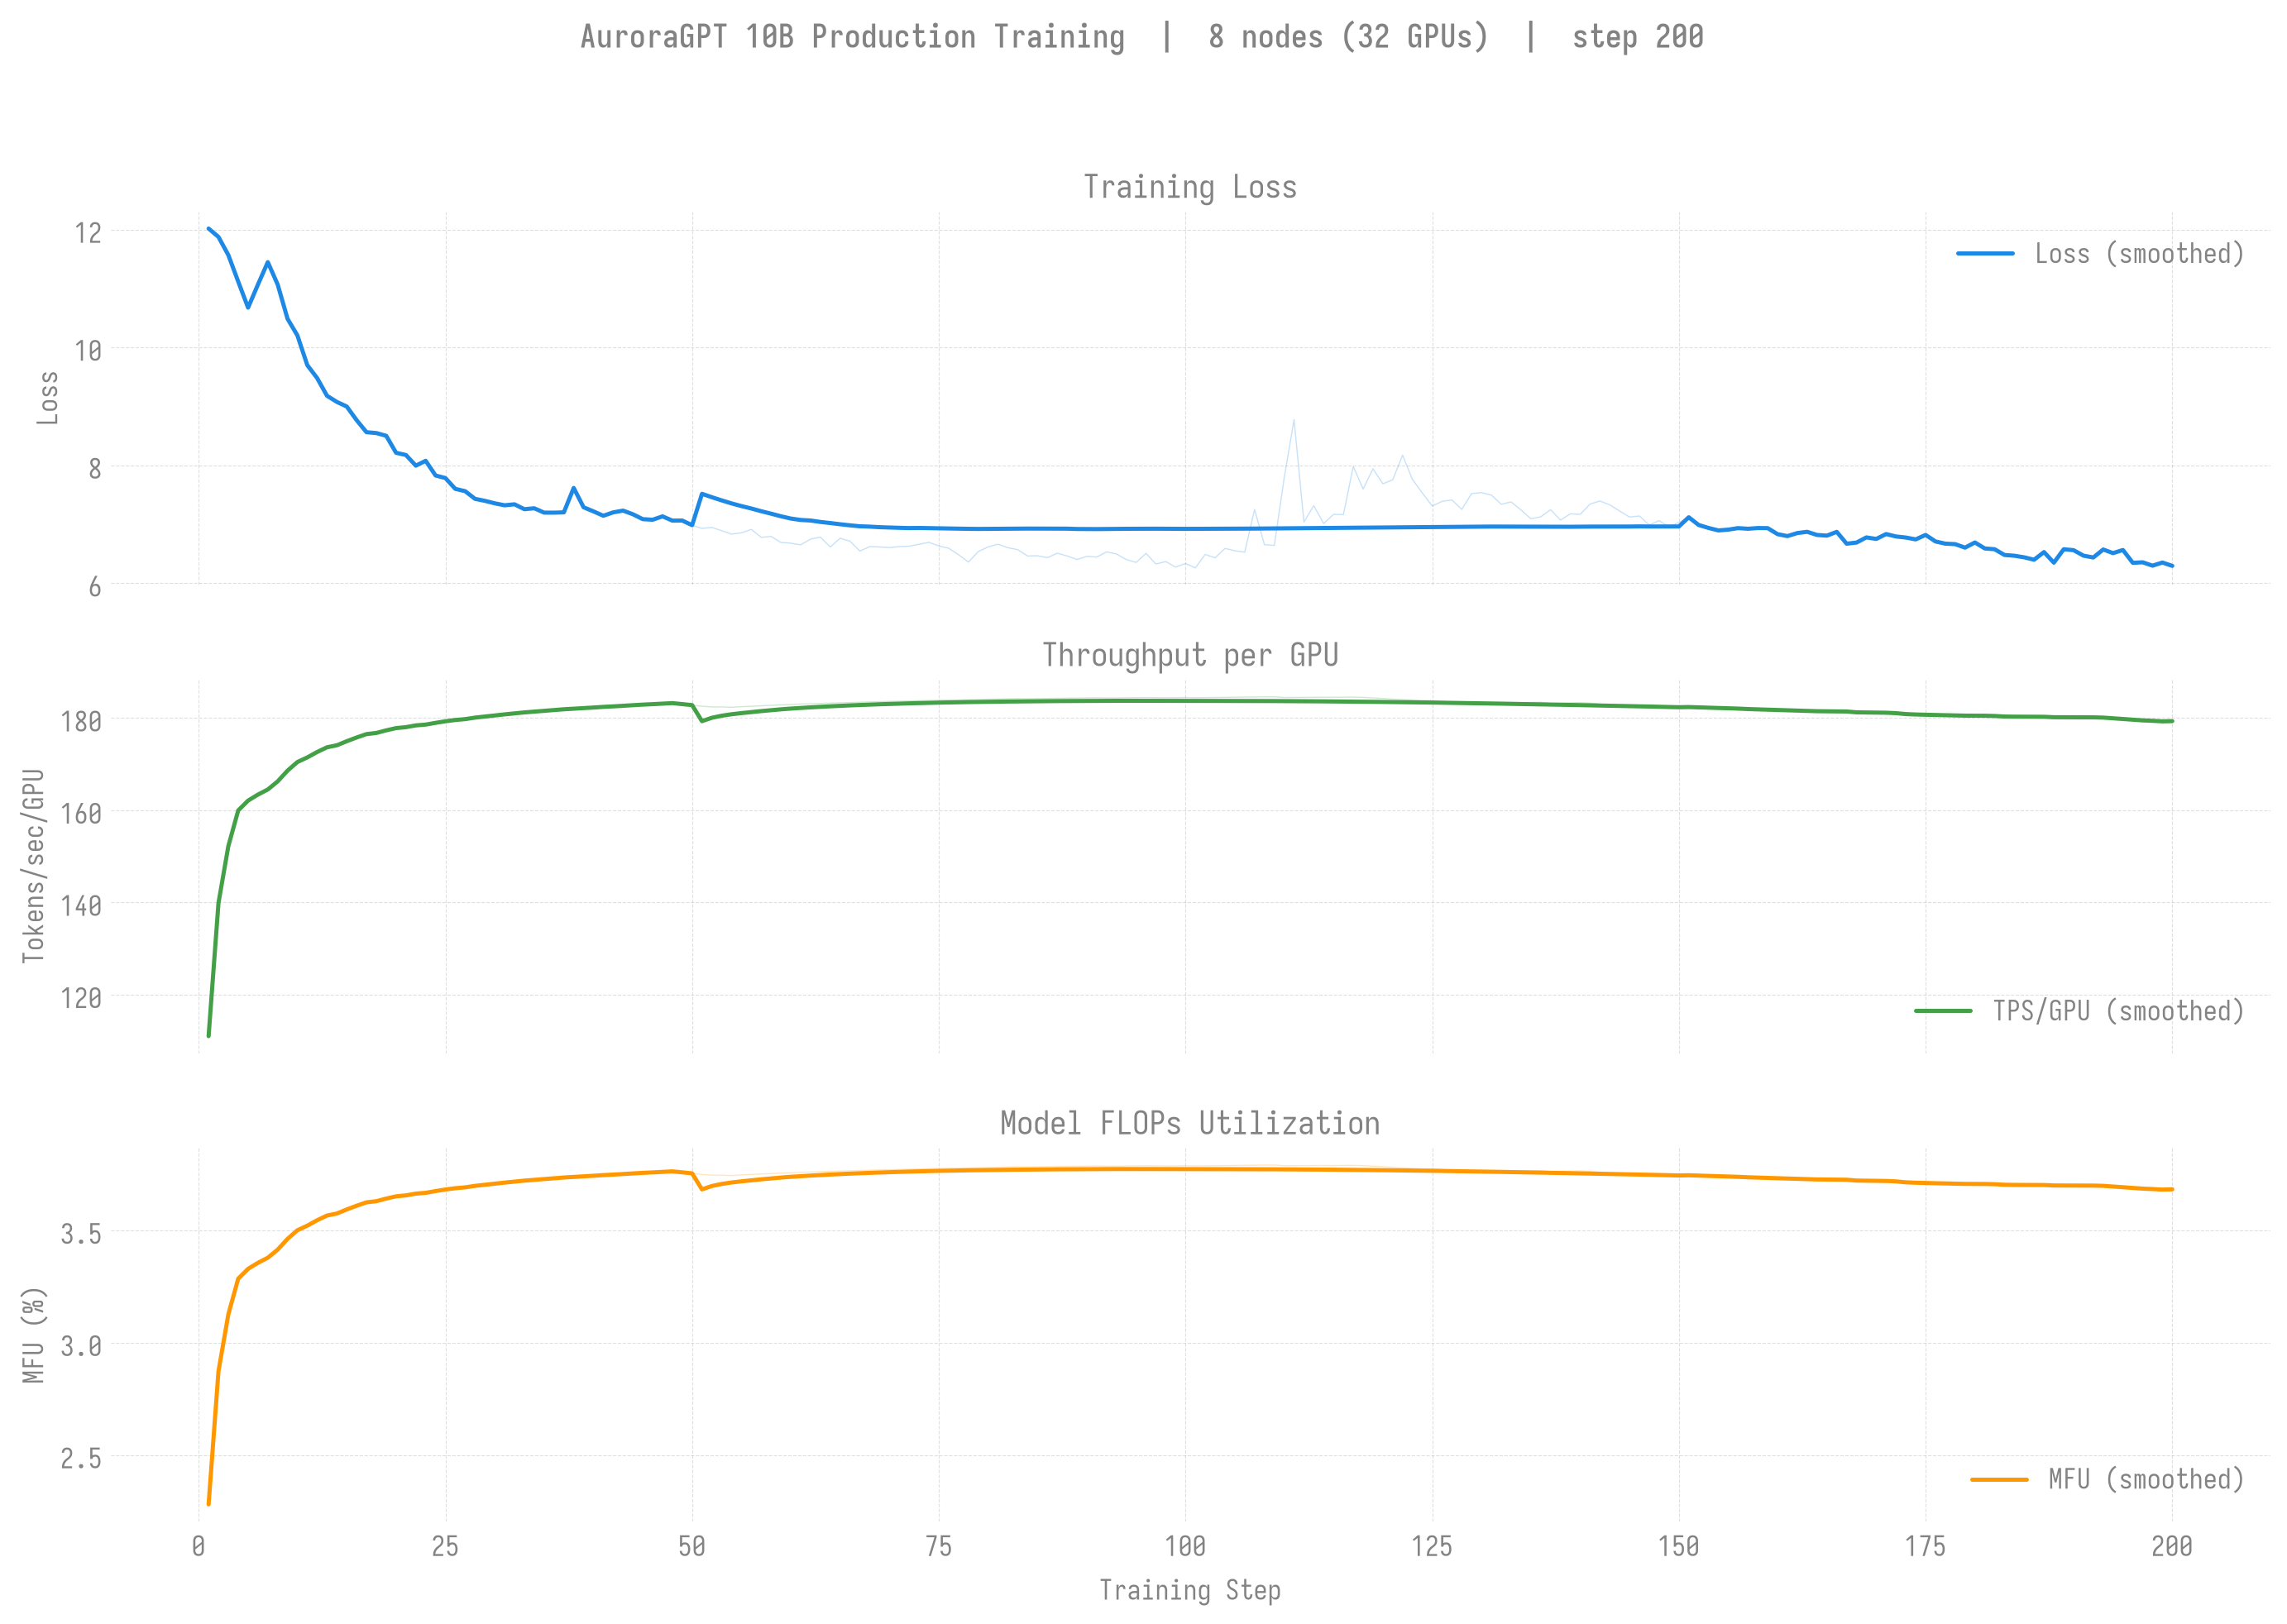 AuroraGPT 10B Production Training | 8 nodes (32 GPUs) | step 200
Training Loss
Loss
12
10
8
6
Loss (smoothed)
Throughput per GPU
Tokens/sec/GPU
180
160
140
120
TPS/GPU (smoothed)
Model FLOPs Utilization
MFU (%)
3.5
3.0
2.5
MFU (smoothed)
0 25 50 75 100 125 150 175 200
Training Step